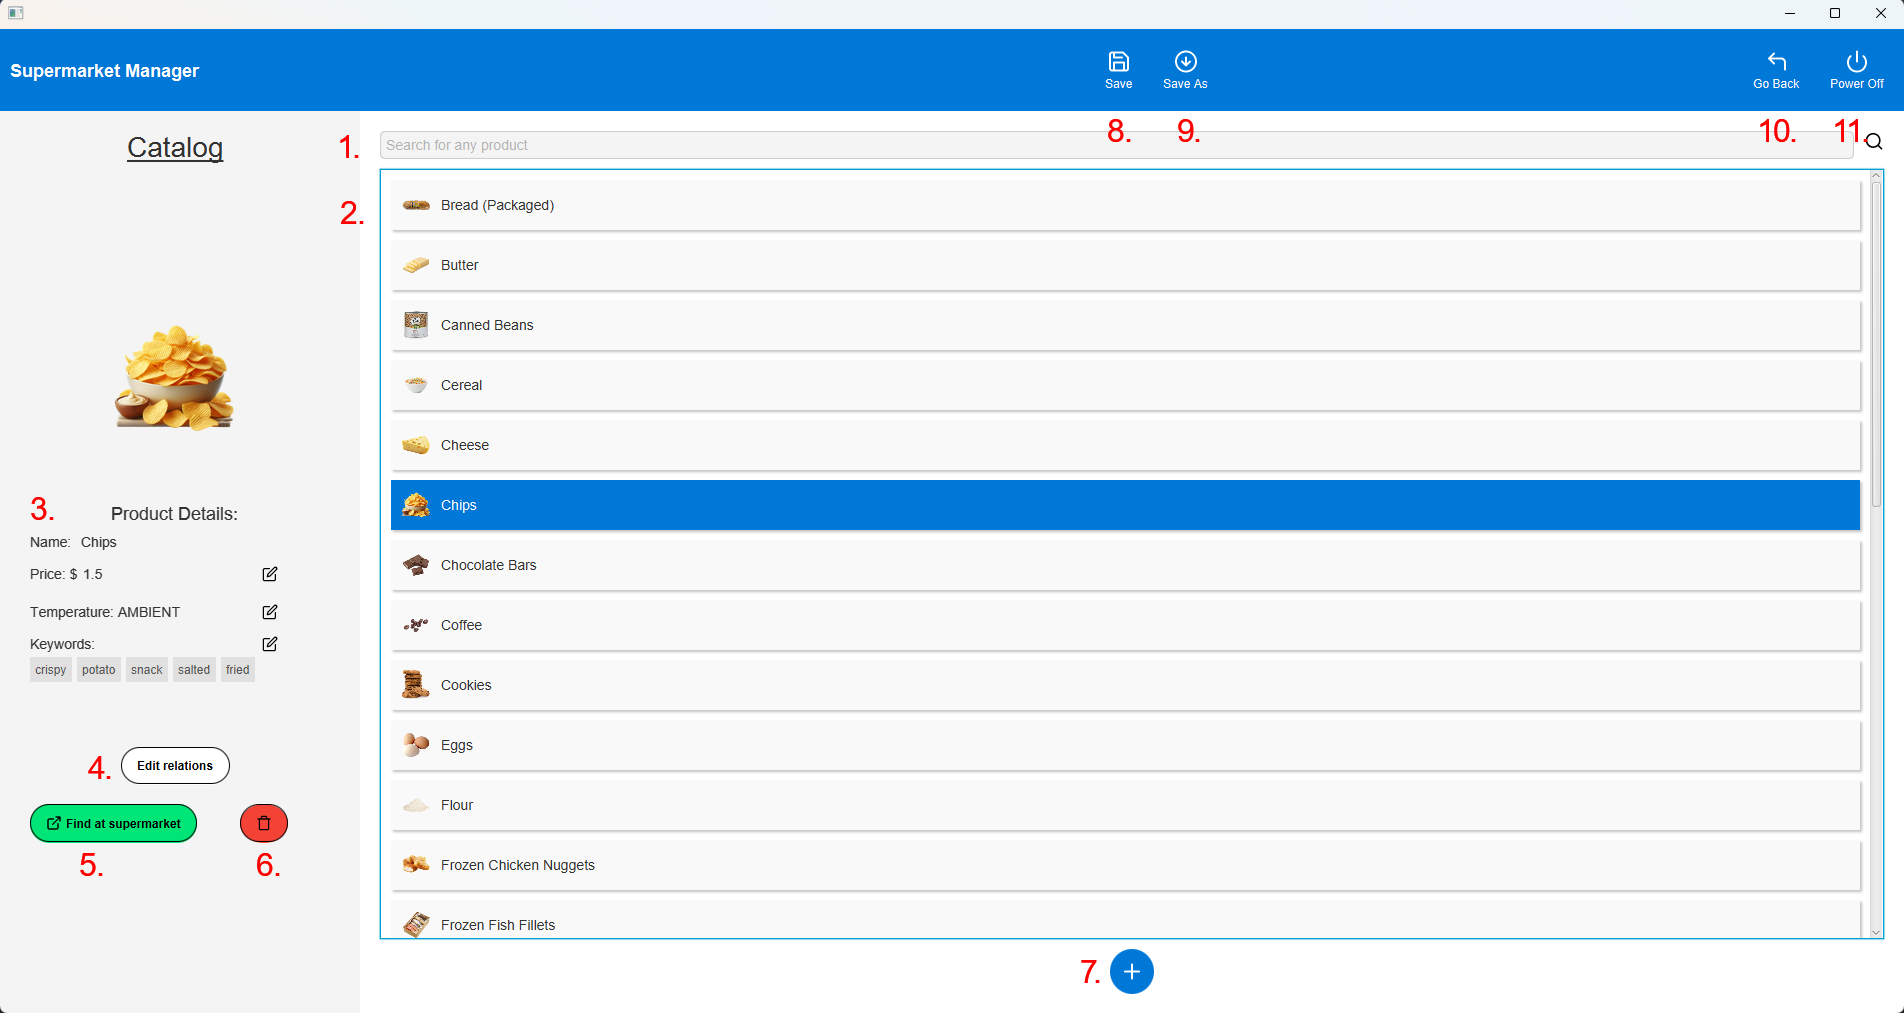 Supermarket Manager
Save
Save As
Go Back
Power Off
8.
9.
10.
11.
Catalog
1.
Search for any product
2.
Bread (Packaged)
Butter
Canned Beans
Cereal
Cheese
Chips
Chocolate Bars
Coffee
Cookies
Eggs
Flour
Frozen Chicken Nuggets
Frozen Fish Fillets
3.
Product Details:
Name: Chips
Price: $ 1.5
Temperature: AMBIENT
Keywords:
crispy potato snack salted fried
4.
Edit relations
Find at supermarket
5.
6.
7.